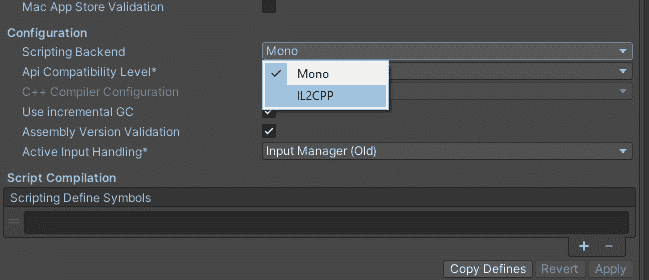 Mac App Store Validation
Configuration
Scripting Backend Mono
Api Compatibility Level*
Mono
C++ Compiler Configuration
IL2CPP
Use incremental GC
Assembly Version Validation
Active Input Handling* Input Manager (Old)
Script Compilation
Scripting Define Symbols
Copy Defines Revert Apply